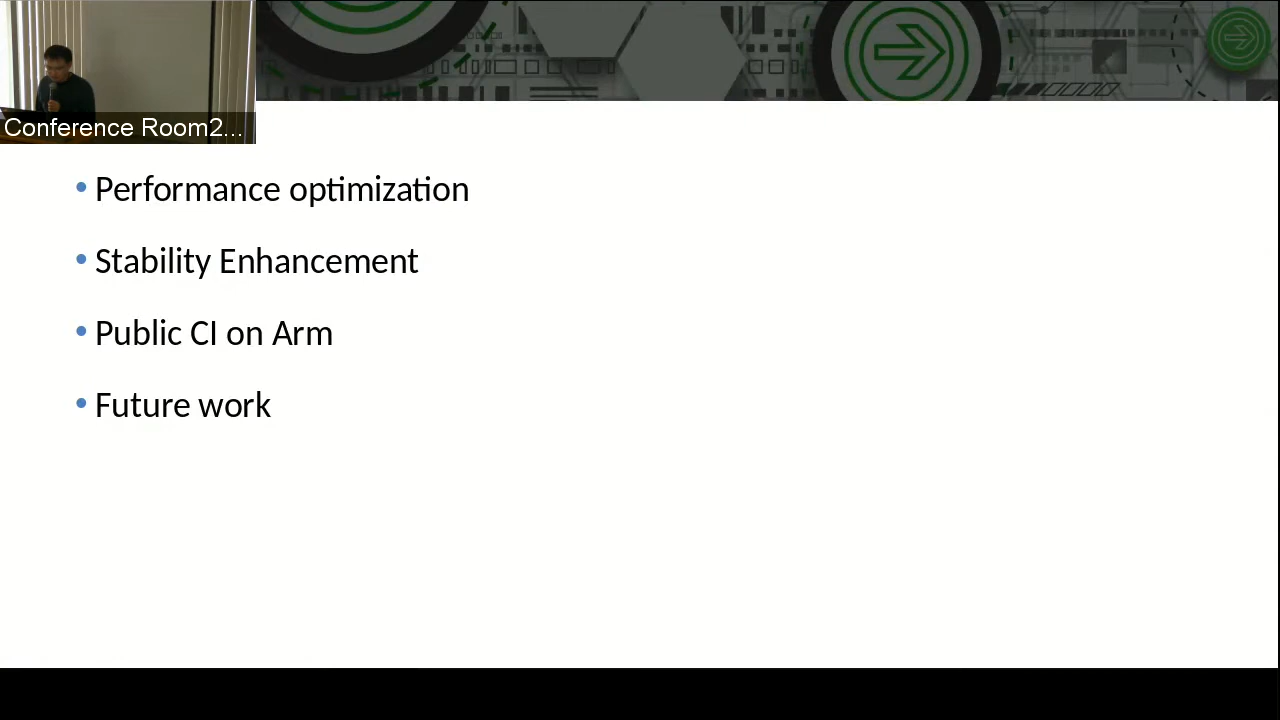 Conference Room2...
• Performance optimization
• Stability Enhancement
• Public CI on Arm
• Future work